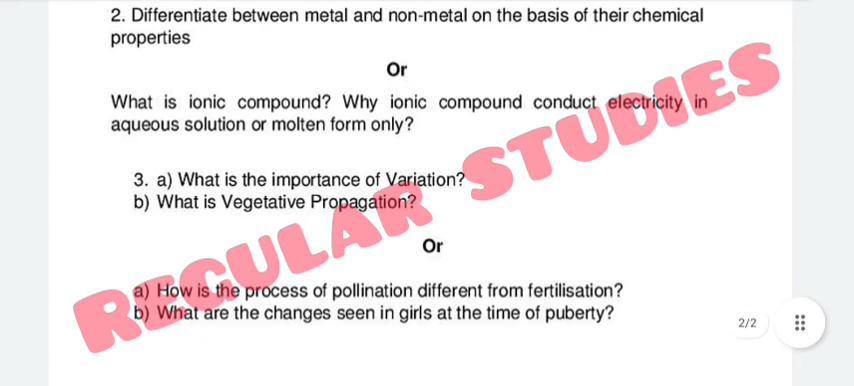 2. Differentiate between metal and non-metal on the basis of their chemical
properties
Or
What is ionic compound? Why ionic compound conduct electricity in
aqueous solution or molten form only?
3. a) What is the importance of Variation?
b) What is Vegetative Propagation?
Or
a) How is the process of pollination different from fertilisation?
b) What are the changes seen in girls at the time of puberty?
REGULAR STUDIES
2/2